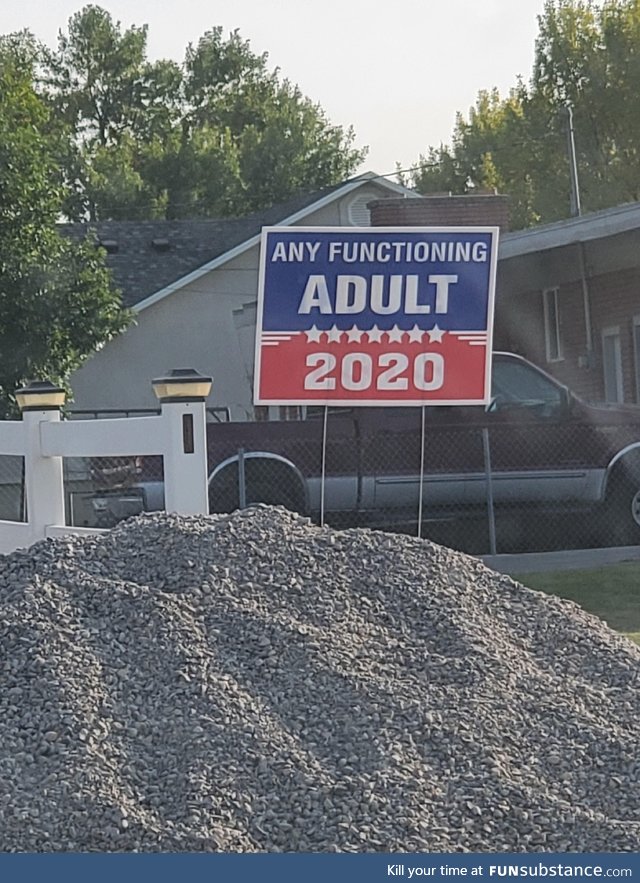 ANY FUNCTIONING
ADULT
2020
Kill your time at FUNsubstance.com